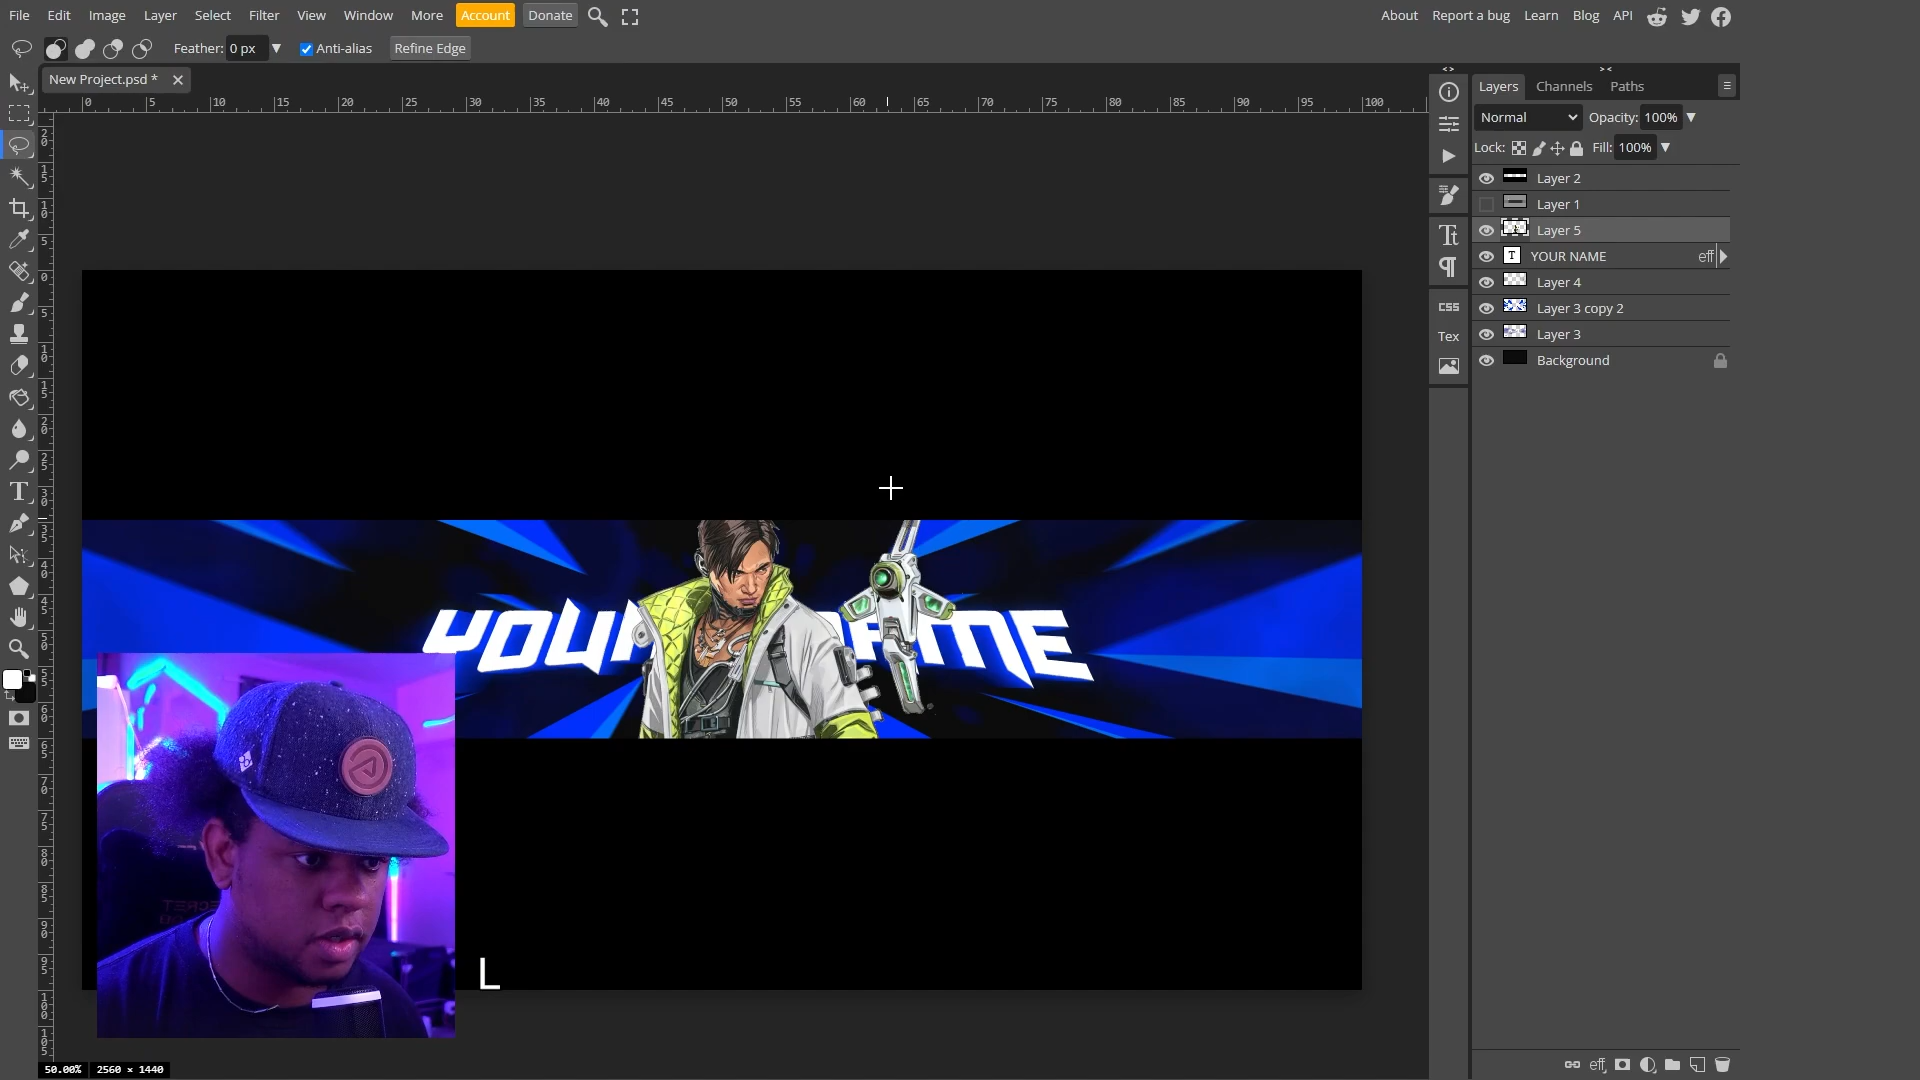 File Edit Image Layer Select Filter View Window More Account Donate
About Report a bug Learn Blog API
Feather: 0 px Anti-alias Refine Edge
New Project.psd *
0 5 10 15 20 25 30 35 40 45 50 55 60 65 70 75 80 85 90 95 100
Layers Channels Paths
Normal Opacity: 100%
Lock: Fill: 100%
Layer 2
Layer 1
Layer 5
T YOUR NAME eff
Layer 4
Layer 3 copy 2
Layer 3
Background
CSS
Tex
L
50.00% 2560 × 1440
eff